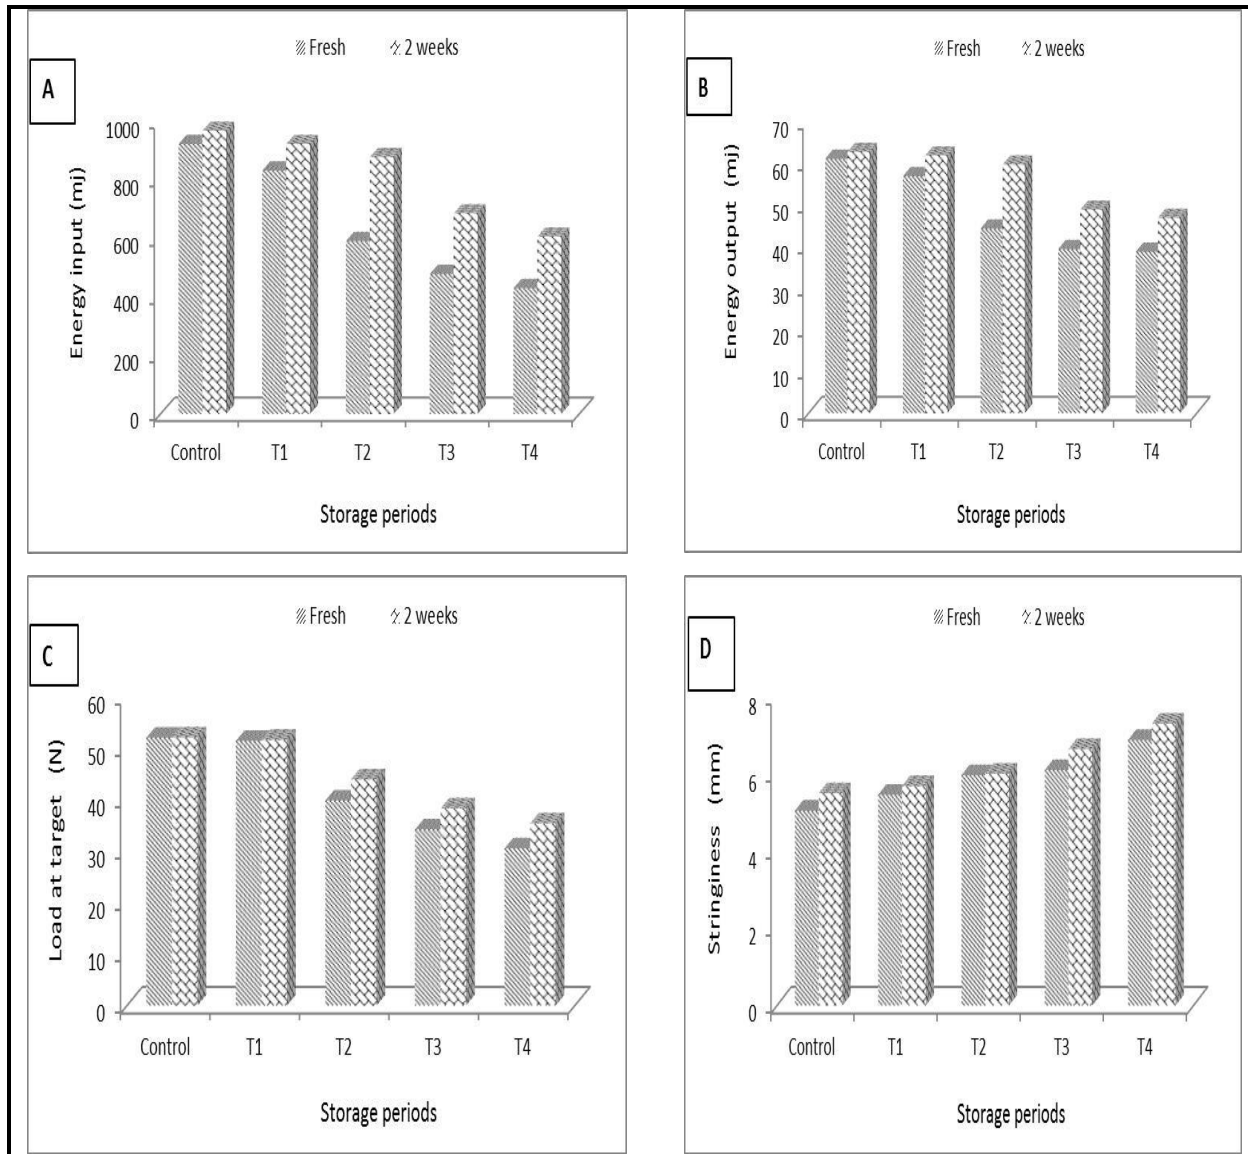 Fresh 2 weeks
A
Energy input (mj)
1000
800
600
400
200
0
Control T1 T2 T3 T4
Storage periods
Fresh 2 weeks
B
Energy output (mj)
70
60
50
40
30
20
10
0
Control T1 T2 T3 T4
Storage periods
Fresh 2 weeks
C
Load at target (N)
60
50
40
30
20
10
0
Control T1 T2 T3 T4
Storage periods
Fresh 2 weeks
D
Stringiness (mm)
8
6
4
2
0
Control T1 T2 T3 T4
Storage periods